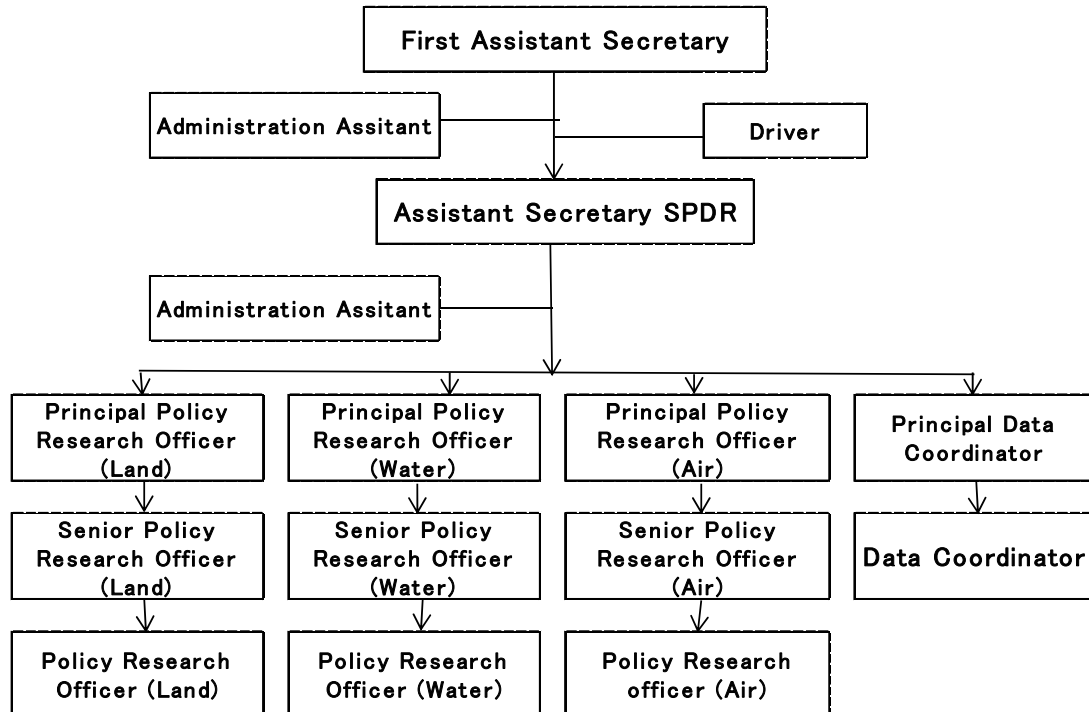 First Assistant Secretary
Administration Assitant
Driver
Assistant Secretary SPDR
Administration Assitant
Principal Policy
Research Officer
(Land)
Principal Policy
Research Officer
(Water)
Principal Policy
Research Officer
(Air)
Principal Data
Coordinator
Senior Policy
Research Officer
(Land)
Senior Policy
Research Officer
(Water)
Senior Policy
Research Officer
(Air)
Data Coordinator
Policy Research
Officer (Land)
Policy Research
Officer (Water)
Policy Research
officer (Air)